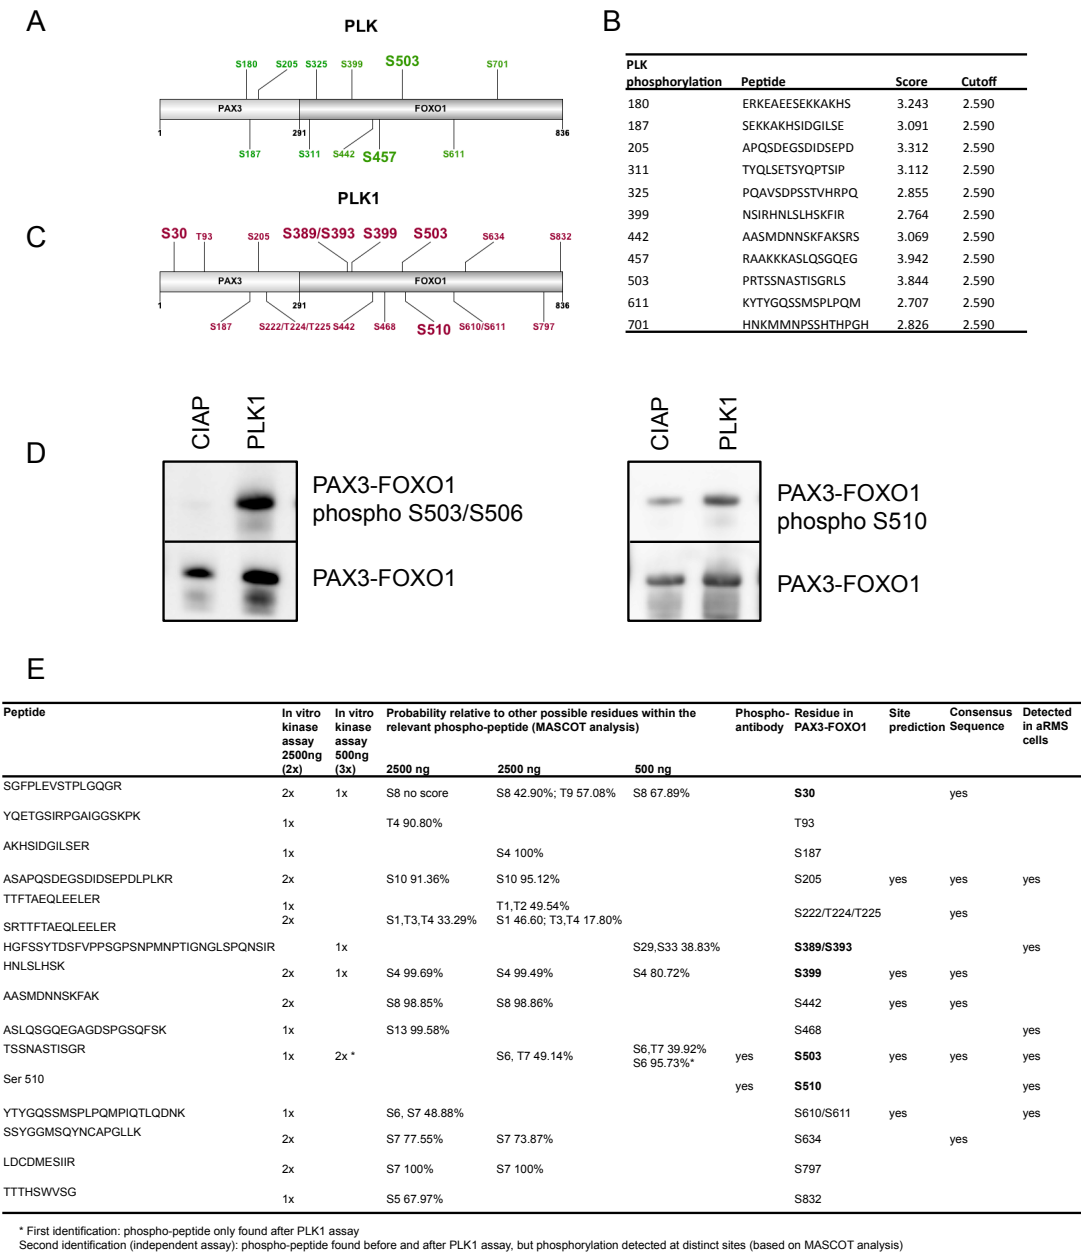 A
B
PLK
S180 S205 S325 S399 S503 S701
PAX3 FOXO1
1 291 836
S187 S311 S442 S457 S611
PLK
phosphorylation Peptide Score Cutoff
180 ERKEAEESEKKAKHS 3.243 2.590
187 SEKKAKHSIDGILSE 3.091 2.590
205 APQSDEGSDIDSEPD 3.312 2.590
311 TYQLSETSYQPTSIP 3.112 2.590
325 PQAVSDPSSTVHRPQ 2.855 2.590
399 NSIRHNLSLHSKFIR 2.764 2.590
442 AASMDNNSKFAKSRS 3.069 2.590
457 RAAKKKASLQSGQEG 3.942 2.590
503 PRTSSNASTISGRLS 3.844 2.590
611 KYTYGQSSMSPLPQM 2.707 2.590
701 HNKMMNPSSHTHPGH 2.826 2.590
C
PLK1
S30 T93 S205 S389/S393 S399 S503 S634 S832
PAX3 FOXO1
1 291 836
S187 S222/T224/T225 S442 S468 S510 S610/S611 S797
D
CIAP PLK1
PAX3-FOXO1
phospho S503/S506
PAX3-FOXO1
CIAP PLK1
PAX3-FOXO1
phospho S510
PAX3-FOXO1
E
Peptide In vitro In vitro Probability relative to other possible residues within the Phospho- Residue in Site Consensus Detected
kinase kinase relevant phospho-peptide (MASCOT analysis) antibody PAX3-FOXO1 prediction Sequence in aRMS
assay assay cells
2500ng 500ng
(2x) (3x) 2500 ng 2500 ng 500 ng
SGFPLEVSTPLGQGR 2x 1x S8 no score S8 42.90%; T9 57.08% S8 67.89% S30 yes
YQETGSIRPGAIGGSKPK 1x T4 90.80% T93
AKHSIDGILSER 1x S4 100% S187
ASAPQSDEGSDIDSEPDLPLKR 2x S10 91.36% S10 95.12% S205 yes yes yes
TTFTAEQLEELER 1x T1,T2 49.54%
S222/T224/T225 yes
SRTTFTAEQLEELER 2x S1,T3,T4 33.29% S1 46.60; T3,T4 17.80%
HGFSSYTDSFVPPSGPSNPMNPTIGNGLSPQNSIR 1x S29,S33 38.83% S389/S393 yes
HNLSLHSK 2x 1x S4 99.69% S4 99.49% S4 80.72% S399 yes yes
AASMDNNSKFAK 2x S8 98.85% S8 98.86% S442 yes yes
ASLQSGQEGAGDSPGSQFSK 1x S13 99.58% S468 yes
TSSNASTISGR 1x 2x * S6, T7 49.14% S6,T7 39.92% yes S503 yes yes yes
S6 95.73%*
Ser 510 yes S510 yes
YTYGQSSMSPLPQMPIQTLQDNK 1x S6, S7 48.88% S610/S611 yes yes
SSYGGMSQYNCAPGLLK 2x S7 77.55% S7 73.87% S634 yes
LDCDMESIIR 2x S7 100% S7 100% S797
TTTHSWVSG 1x S5 67.97% S832
* First identification: phospho-peptide only found after PLK1 assay
Second identification (independent assay): phospho-peptide found before and after PLK1 assay, but phosphorylation detected at distinct sites (based on MASCOT analysis)